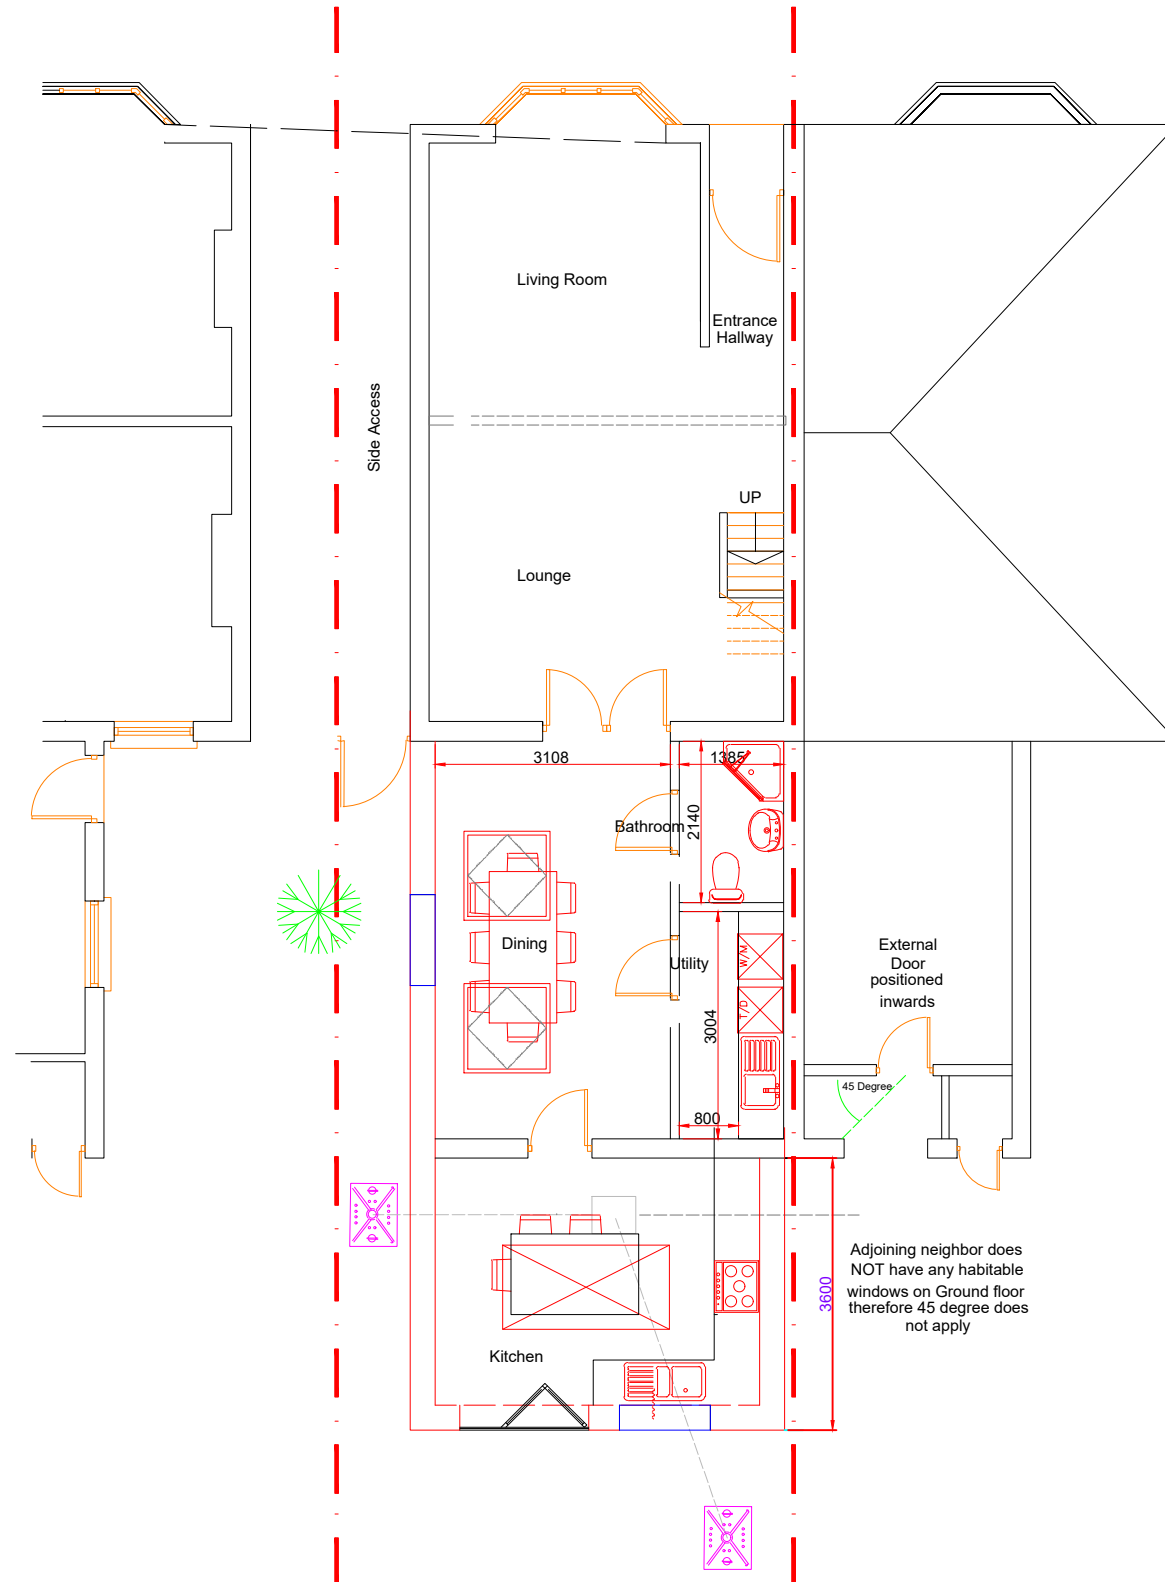 Living Room
Entrance
Hallway
Side Access
UP
Lounge
3108
1385
2140
Bathroom
Dining
Utility
W/M
T/D
3004
800
External
Door
positioned
inwards
45 Degree
Adjoining neighbor does
NOT have any habitable
windows on Ground floor
therefore 45 degree does
not apply
3600
Kitchen